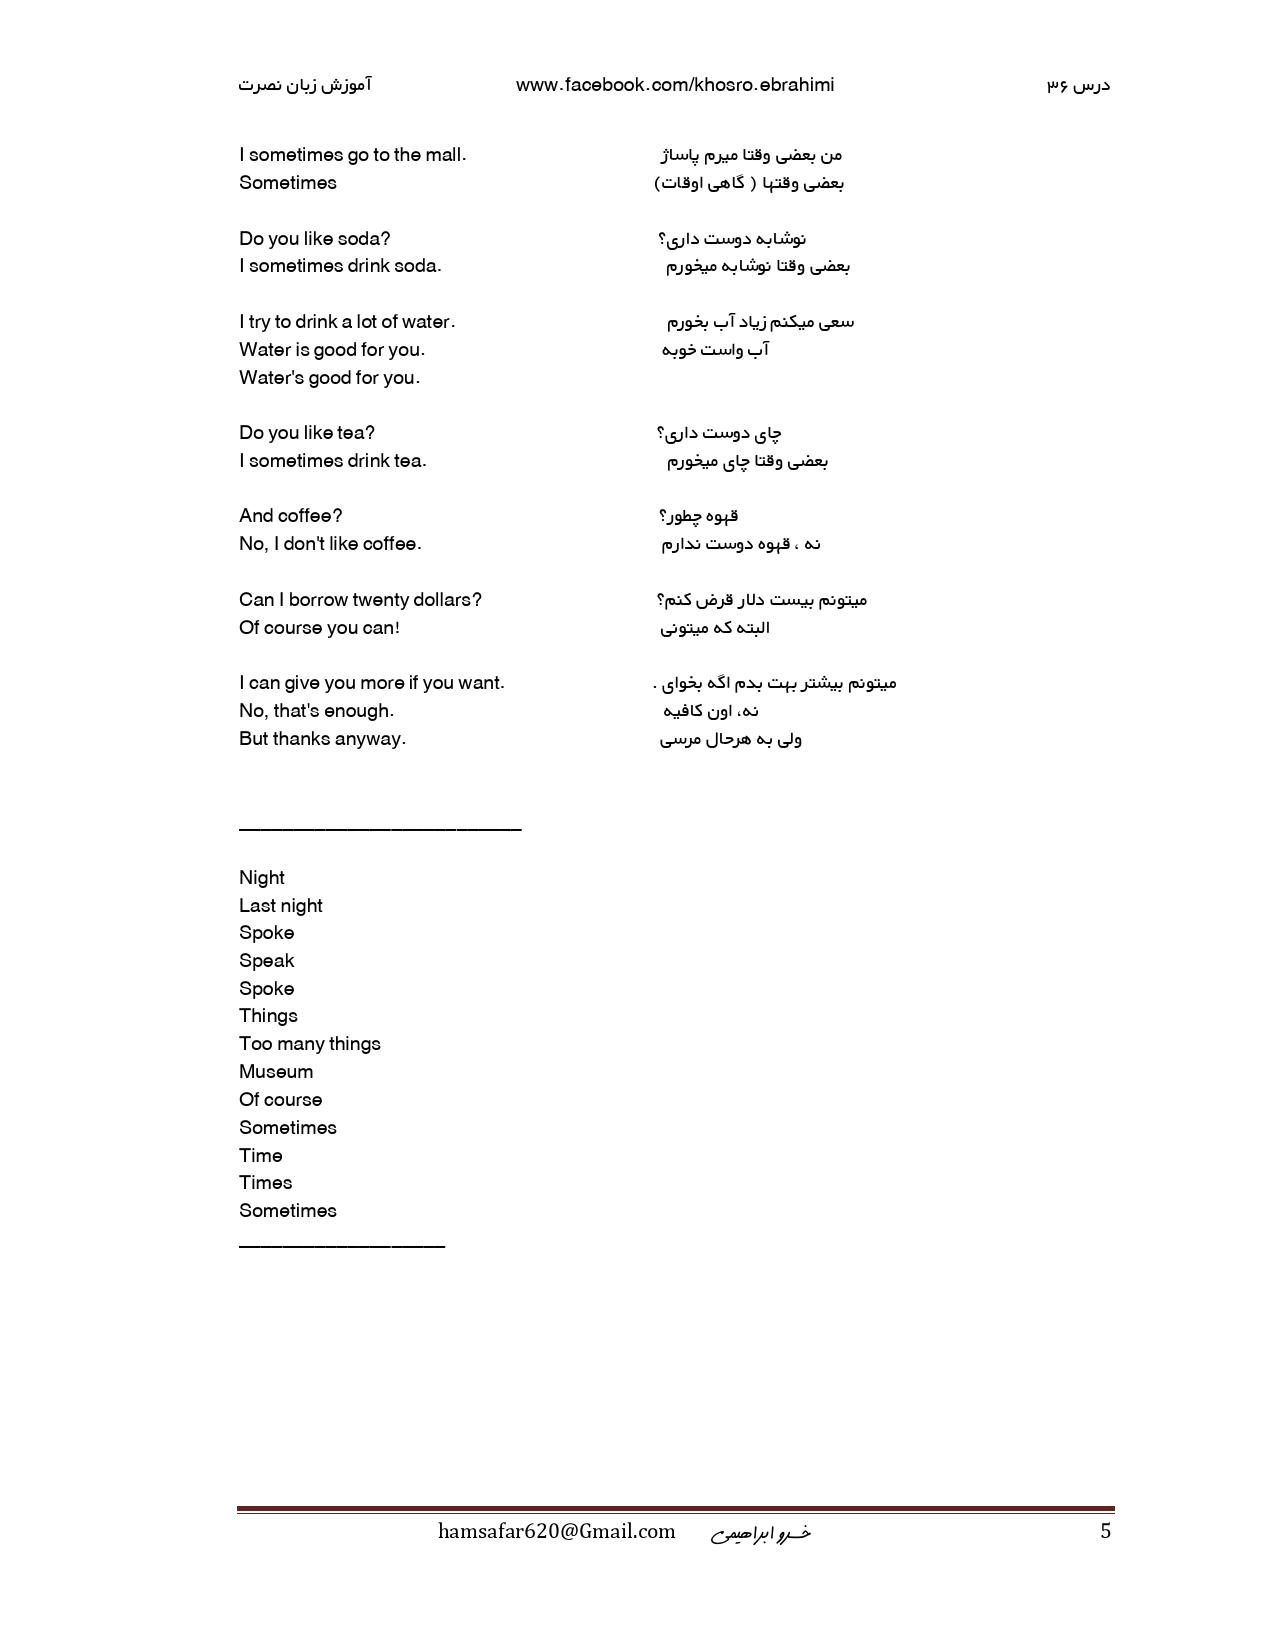 آموزش زبان نصرت www.facebook.com/khosro.ebrahimi درس ۳۶
I sometimes go to the mall. من بعضی وقتا میرم پاساژ
Sometimes بعضی وقتها ( گاهی اوقات)
Do you like soda? نوشابه دوست داری؟
I sometimes drink soda. بعضی وقتا نوشابه میخورم
I try to drink a lot of water. سعی میکنم زیاد آب بخورم
Water is good for you. آب واست خوبه
Water's good for you.
Do you like tea? چای دوست داری؟
I sometimes drink tea. بعضی وقتا چای میخورم
And coffee? قهوه چطور؟
No, I don't like coffee. نه ، قهوه دوست ندارم
Can I borrow twenty dollars? میتونم بیست دلار قرض کنم؟
Of course you can! البته که میتونی
I can give you more if you want. میتونم بیشتر بهت بدم اگه بخوای .
No, that's enough. نه، اون کافیه
But thanks anyway. ولی به هرحال مرسی
Night
Last night
Spoke
Speak
Spoke
Things
Too many things
Museum
Of course
Sometimes
Time
Times
Sometimes
hamsafar620@Gmail.com خسرو ابراهیمی 5